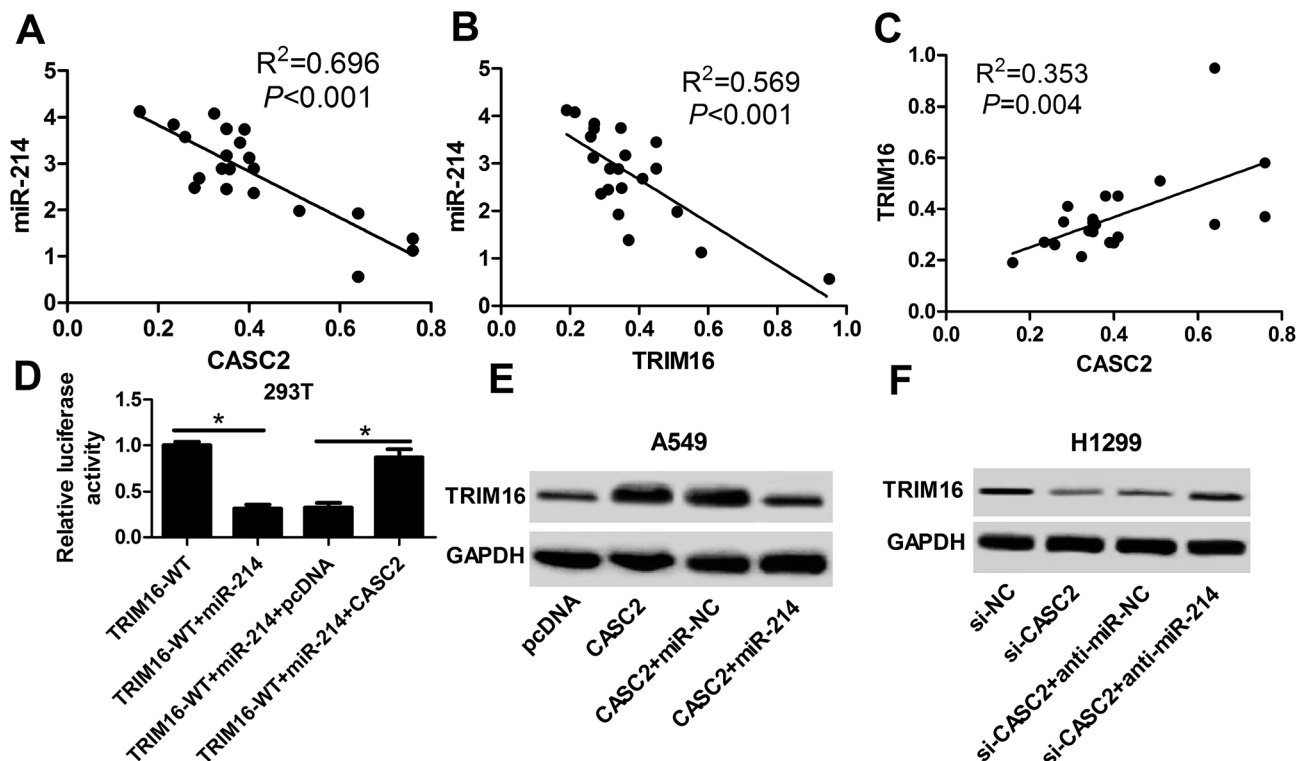 A
R²=0.696
P<0.001
miR-214
5
4
3
2
1
0
0.0 0.2 0.4 0.6 0.8
CASC2
B
R²=0.569
P<0.001
miR-214
5
4
3
2
1
0
0.0 0.2 0.4 0.6 0.8 1.0
TRIM16
C
R²=0.353
P=0.004
TRIM16
1.0
0.8
0.6
0.4
0.2
0.0
0.0 0.2 0.4 0.6 0.8
CASC2
D
293T
Relative luciferase
activity
1.5
1.0
0.5
0.0
* *
TRIM16-WT
TRIM16-WT+miR-214
TRIM16-WT+miR-214+pcDNA
TRIM16-WT+miR-214+CASC2
E
A549
TRIM16
GAPDH
pcDNA
CASC2
CASC2+miR-NC
CASC2+miR-214
F
H1299
TRIM16
GAPDH
si-NC
si-CASC2
si-CASC2+anti-miR-NC
si-CASC2+anti-miR-214